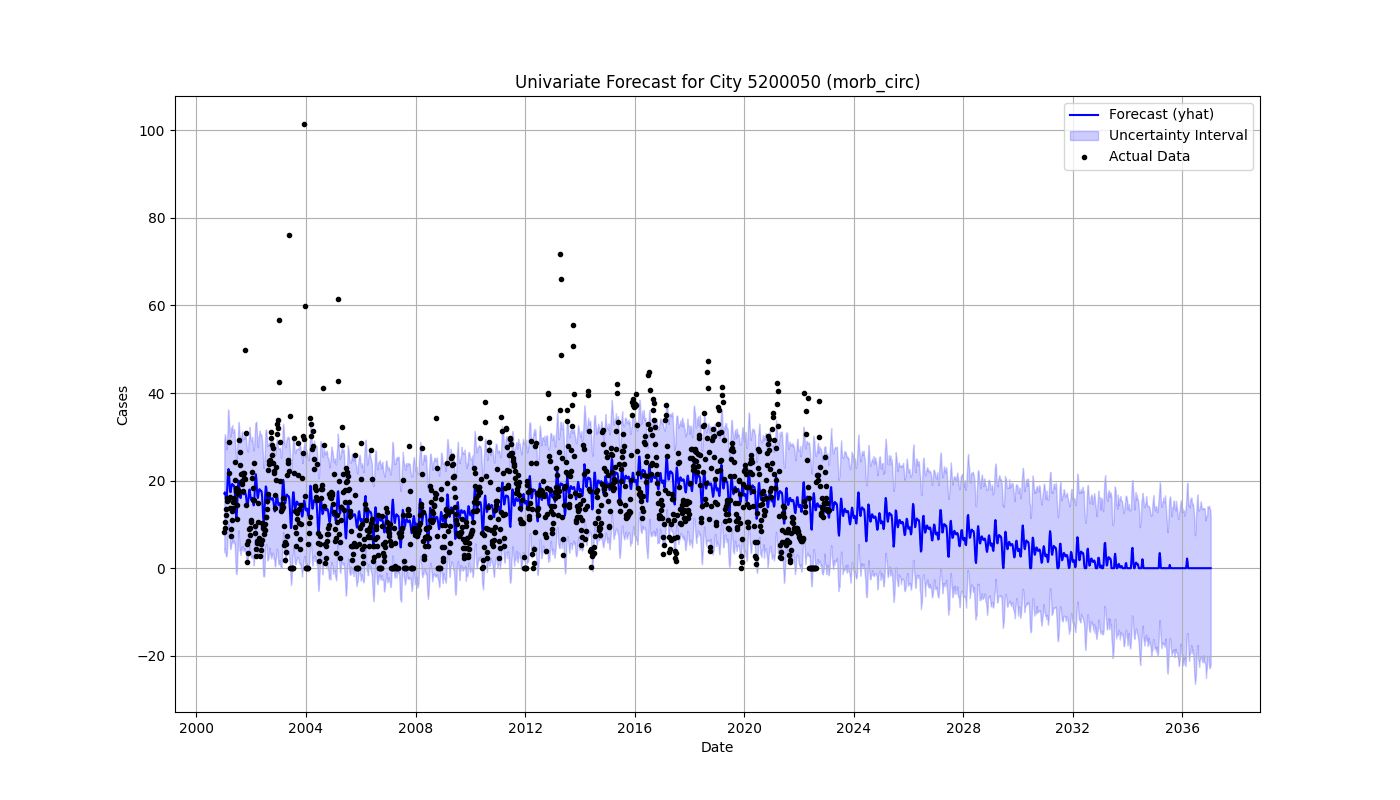 Univariate Forecast for City 5200050 (morb_circ)
Forecast (yhat)
Uncertainty Interval
Actual Data
Cases
100
80
60
40
20
0
−20
2000 2004 2008 2012 2016 2020 2024 2028 2032 2036
Date